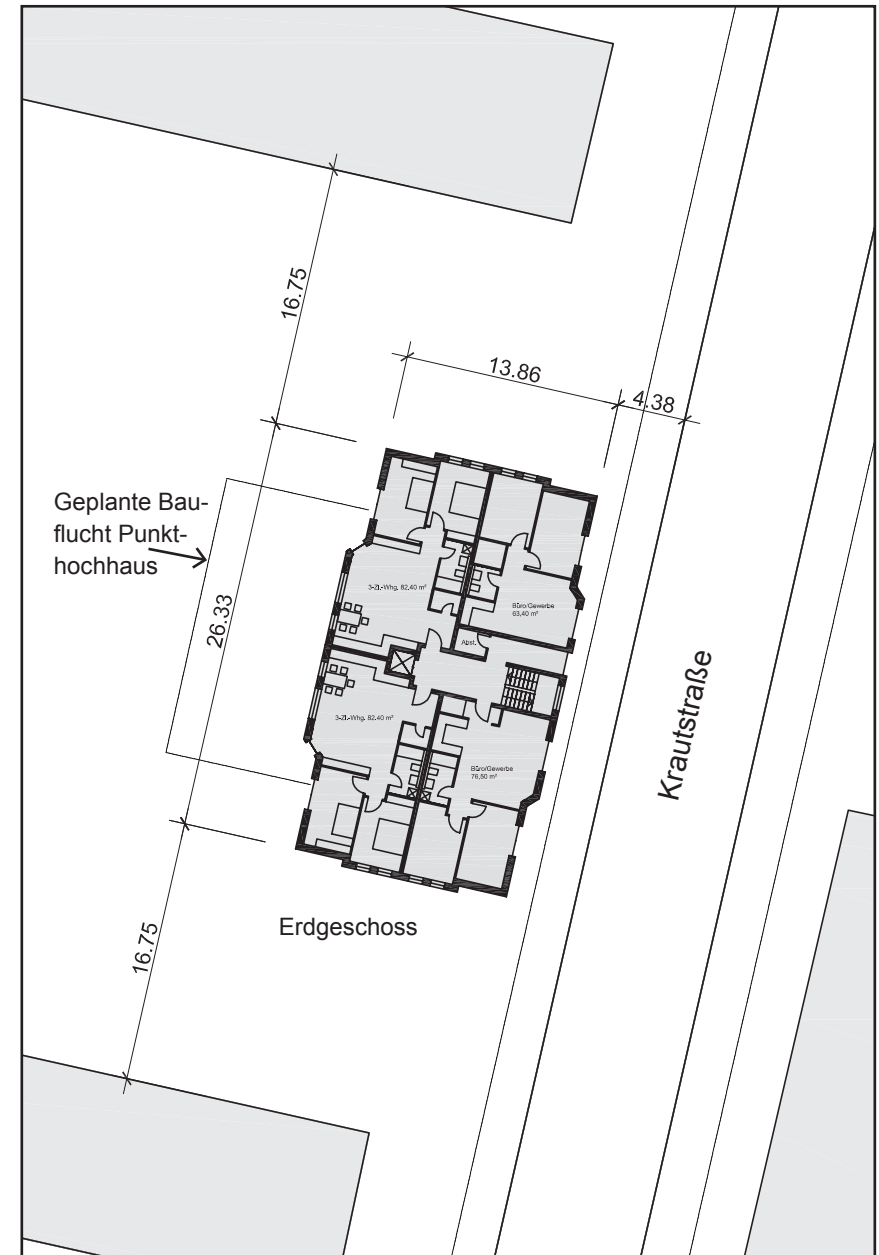 16.75
13.86
4.38
Geplante Bau-
flucht Punkt-
hochhaus
26.33
3-Zi.-Whg. 82,40 m²
Büro/Gewerbe
63,40 m²
Abst.
3-Zi.-Whg. 82.40 m²
Büro/Gewerbe
76,50 m²
Krautstraße
Erdgeschoss
16.75